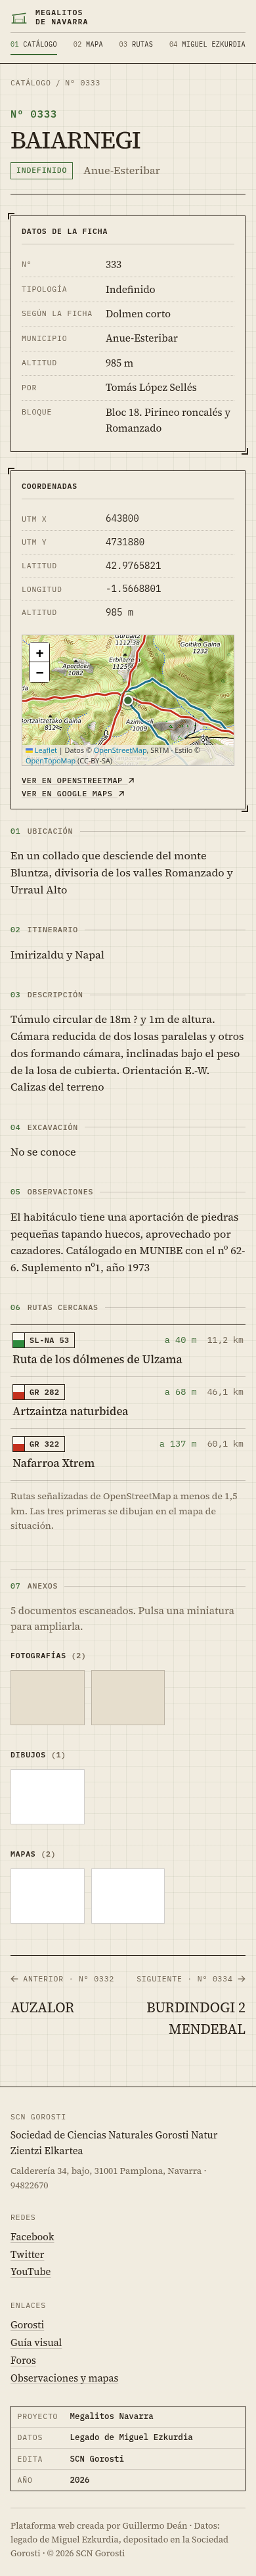 MEGALITOS
DE NAVARRA
01 CATÁLOGO 02 MAPA 03 RUTAS 04 MIGUEL EZKURDIA
CATÁLOGO / Nº 0333
Nº 0333
BAIARNEGI
INDEFINIDO Anue-Esteribar
DATOS DE LA FICHA
Nº 333
TIPOLOGÍA Indefinido
SEGÚN LA FICHA Dolmen corto
MUNICIPIO Anue-Esteribar
ALTITUD 985 m
POR Tomás López Sellés
BLOQUE Bloc 18. Pirineo roncalés y
Romanzado
COORDENADAS
UTM X 643800
UTM Y 4731880
LATITUD 42.9765821
LONGITUD -1.5668801
ALTITUD 985 m
+
−
1112·38
Goitiko Gaina
1232
Apardoki
1082
Erbilarre
Azimon
1009
812
Leaflet | Datos © OpenStreetMap, SRTM · Estilo ©
OpenTopoMap (CC-BY-SA)
VER EN OPENSTREETMAP ↗
VER EN GOOGLE MAPS ↗
01 UBICACIÓN
En un collado que desciende del monte
Bluntza, divisoria de los valles Romanzado y
Urraul Alto
02 ITINERARIO
Imirizaldu y Napal
03 DESCRIPCIÓN
Túmulo circular de 18m ? y 1m de altura.
Cámara reducida de dos losas paralelas y otros
dos formando cámara, inclinadas bajo el peso
de la losa de cubierta. Orientación E.-W.
Calizas del terreno
04 EXCAVACIÓN
No se conoce
05 OBSERVACIONES
El habitáculo tiene una aportación de piedras
pequeñas tapando huecos, aprovechado por
cazadores. Catálogado en MUNIBE con el nº 62-
6. Suplemento nº1, año 1973
06 RUTAS CERCANAS
SL-NA 53 a 40 m 11,2 km
Ruta de los dólmenes de Ulzama
GR 282 a 68 m 46,1 km
Artzaintza naturbidea
GR 322 a 137 m 60,1 km
Nafarroa Xtrem
Rutas señalizadas de OpenStreetMap a menos de 1,5
km. Las tres primeras se dibujan en el mapa de
situación.
07 ANEXOS
5 documentos escaneados. Pulsa una miniatura
para ampliarla.
FOTOGRAFÍAS (2)
DIBUJOS (1)
MAPAS (2)
← ANTERIOR · Nº 0332 SIGUIENTE · Nº 0334 →
AUZALOR BURDINDOGI 2
MENDEBAL
SCN GOROSTI
Sociedad de Ciencias Naturales Gorosti Natur
Zientzi Elkartea
Calderería 34, bajo, 31001 Pamplona, Navarra ·
94822670
REDES
Facebook
Twitter
YouTube
ENLACES
Gorosti
Guía visual
Foros
Observaciones y mapas
PROYECTO Megalitos Navarra
DATOS Legado de Miguel Ezkurdia
EDITA SCN Gorosti
AÑO 2026
Plataforma web creada por Guillermo Deán · Datos:
legado de Miguel Ezkurdia, depositado en la Sociedad
Gorosti · © 2026 SCN Gorosti